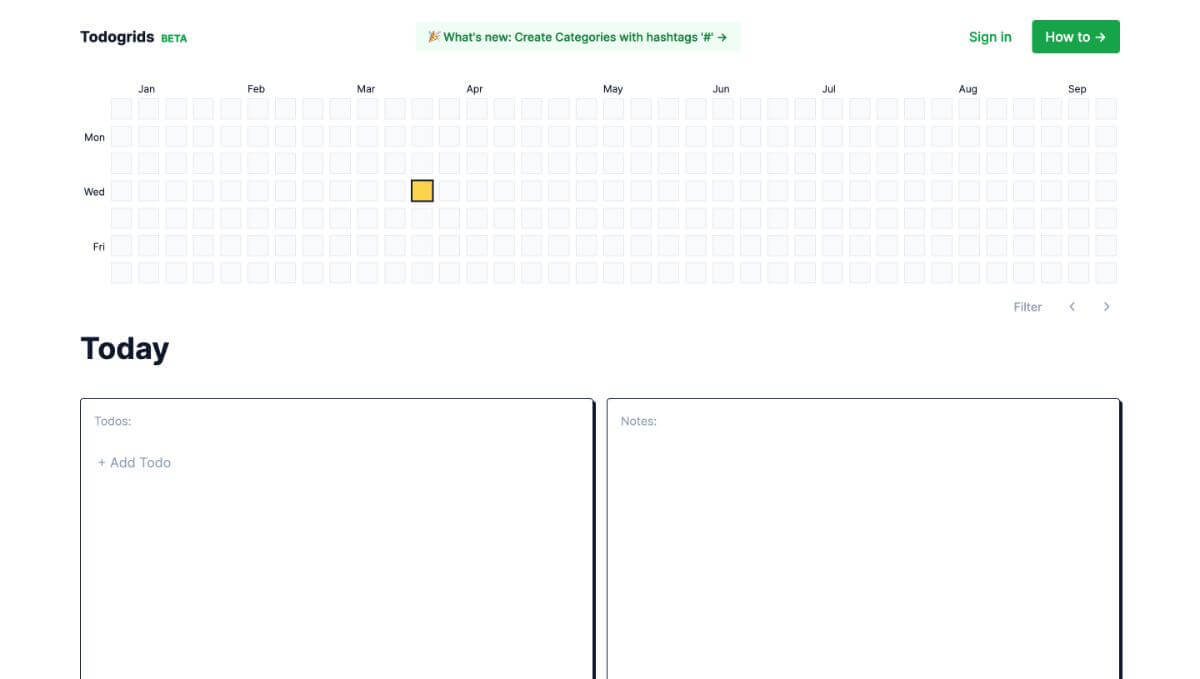 Todogrids BETA
🎉 What's new: Create Categories with hashtags '#' →
Sign in
How to →
Jan Feb Mar Apr May Jun Jul Aug Sep
Mon
Wed
Fri
Filter
Today
Todos:
+ Add Todo
Notes: